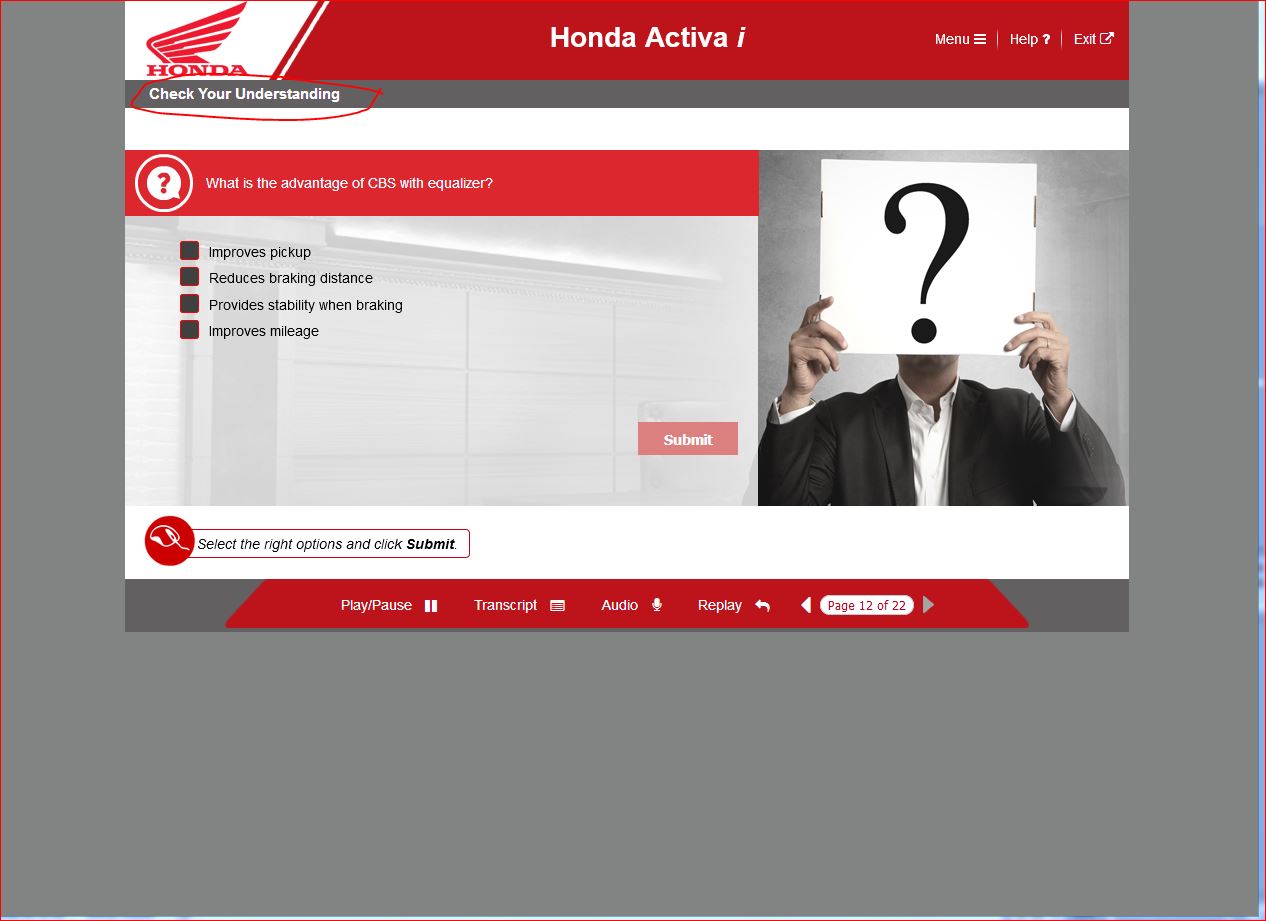 HONDA
Honda Activa i
Menu
Help ?
Exit
Check Your Understanding
?
What is the advantage of CBS with equalizer?
Improves pickup
Reduces braking distance
Provides stability when braking
Improves mileage
?
Submit
Select the right options and click Submit.
Play/Pause
Transcript
Audio
Replay
Page 12 of 22